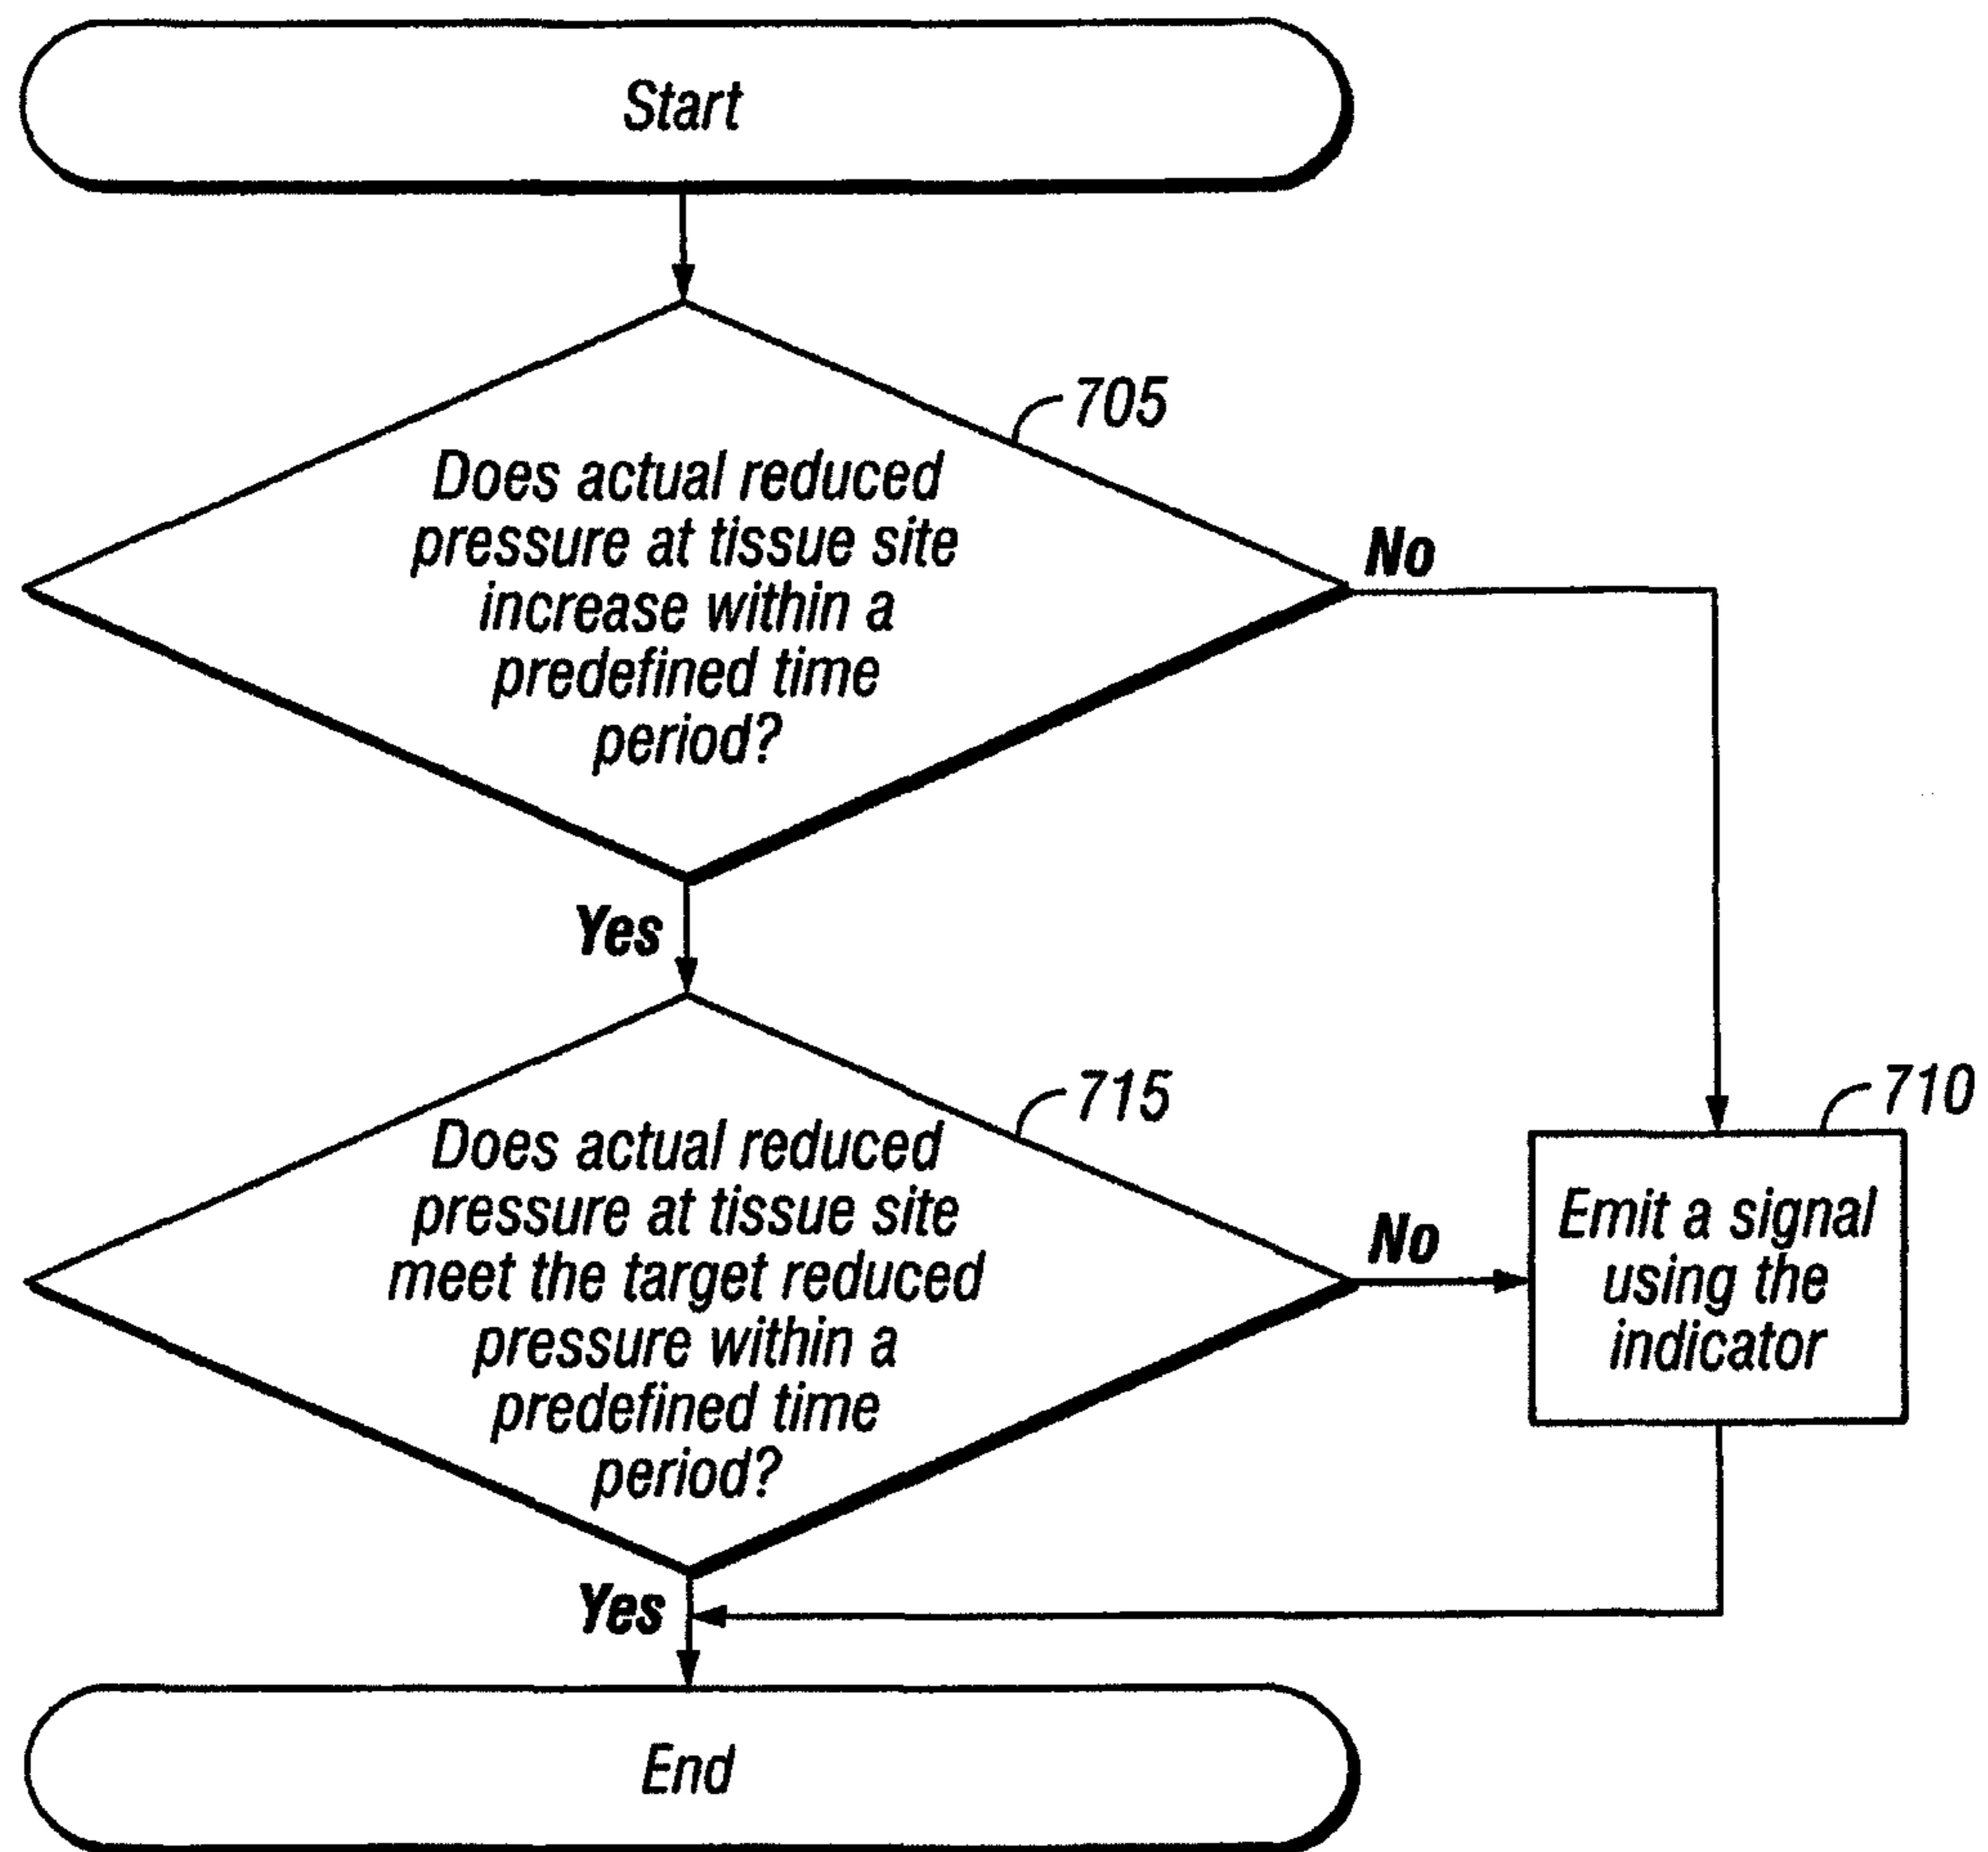 Start
705
Does actual reduced
pressure at tissue site
increase within a
predefined time
period?
No
Yes
715
710
Does actual reduced
pressure at tissue site
meet the target reduced
pressure within a
predefined time
period?
No
Emit a signal
using the
indicator
Yes
End